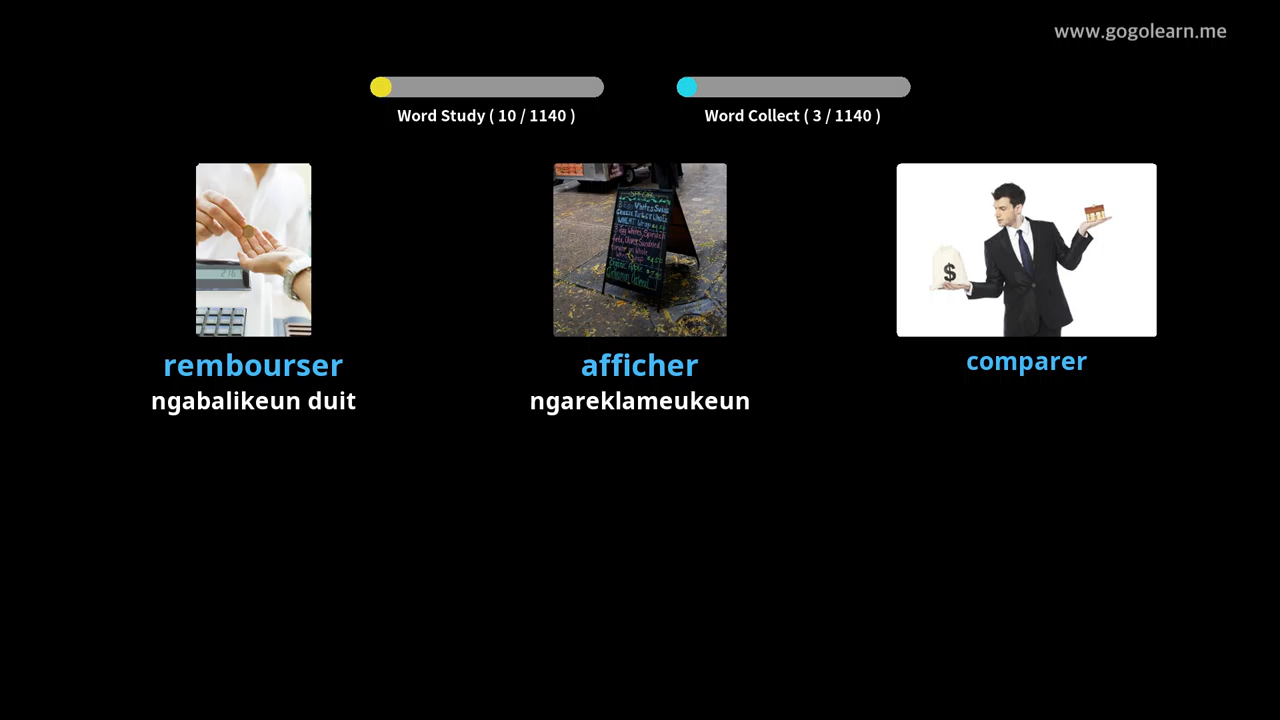 www.gogolearn.me
Word Study ( 10 / 1140 )
Word Collect ( 3 / 1140 )
$
rembourser
ngabalikeun duit
afficher
ngareklameukeun
comparer